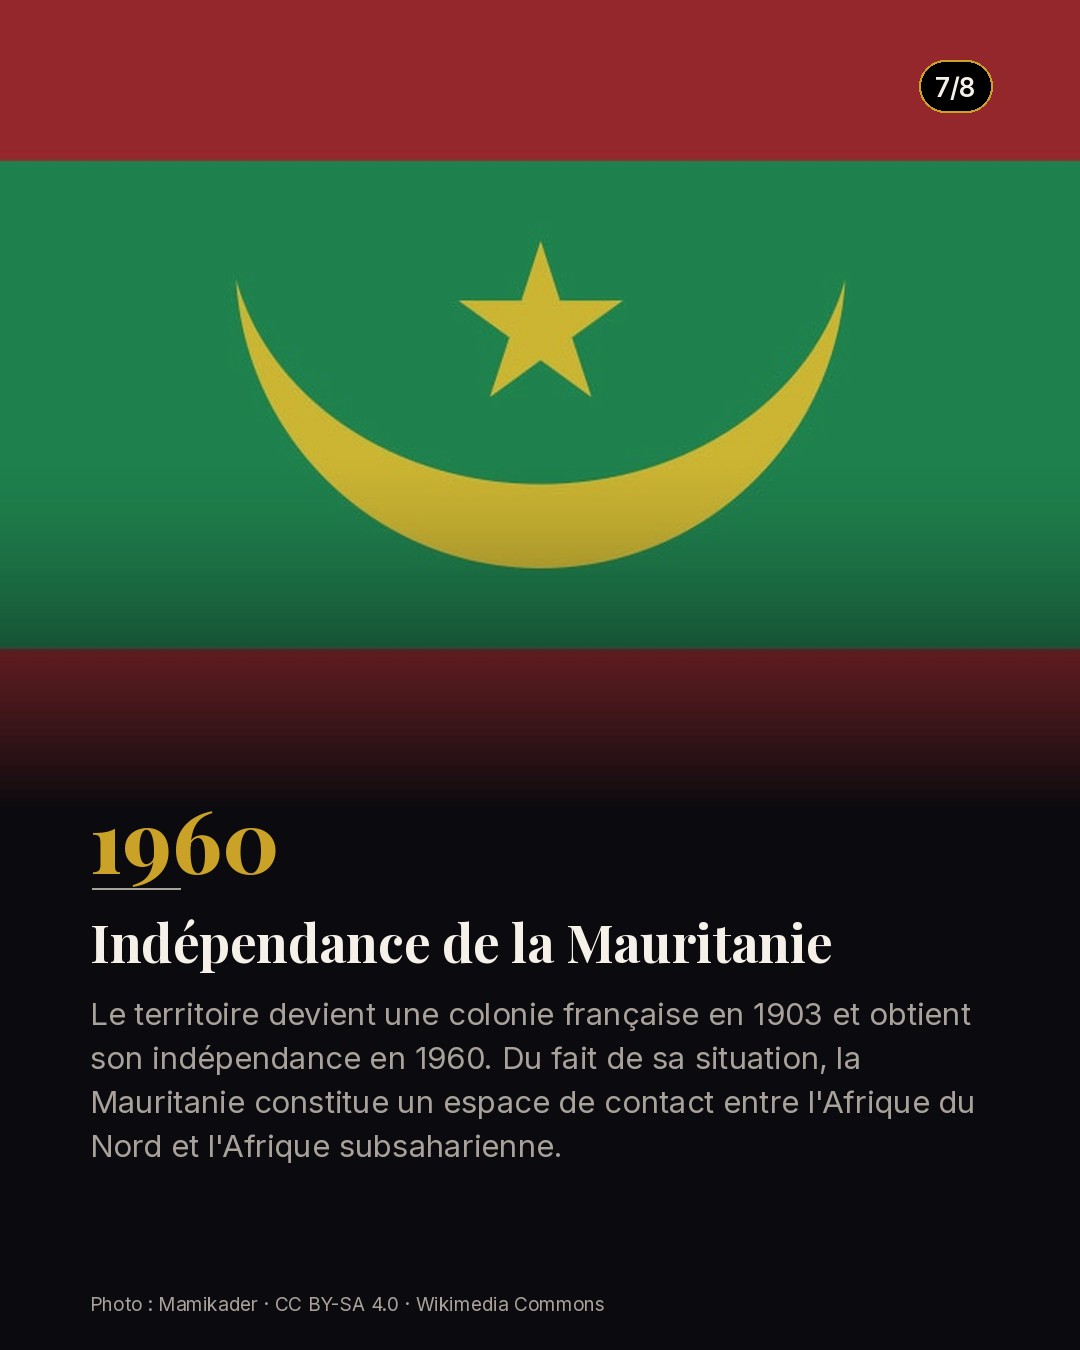 7/8
1960
Indépendance de la Mauritanie
Le territoire devient une colonie française en 1903 et obtient
son indépendance en 1960. Du fait de sa situation, la
Mauritanie constitue un espace de contact entre l'Afrique du
Nord et l'Afrique subsaharienne.
Photo : Mamikader · CC BY-SA 4.0 · Wikimedia Commons